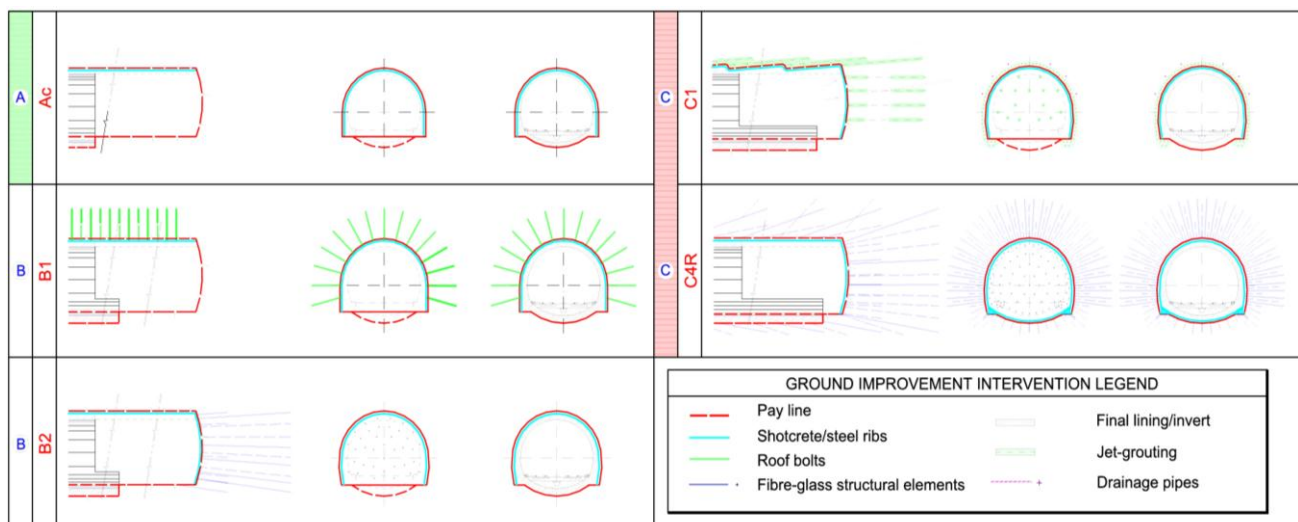 A
Ac
B
B1
B
B2
C
C1
C
C4R
GROUND IMPROVEMENT INTERVENTION LEGEND
Pay line
Shotcrete/steel ribs
Roof bolts
Fibre-glass structural elements
Final lining/invert
Jet-grouting
Drainage pipes